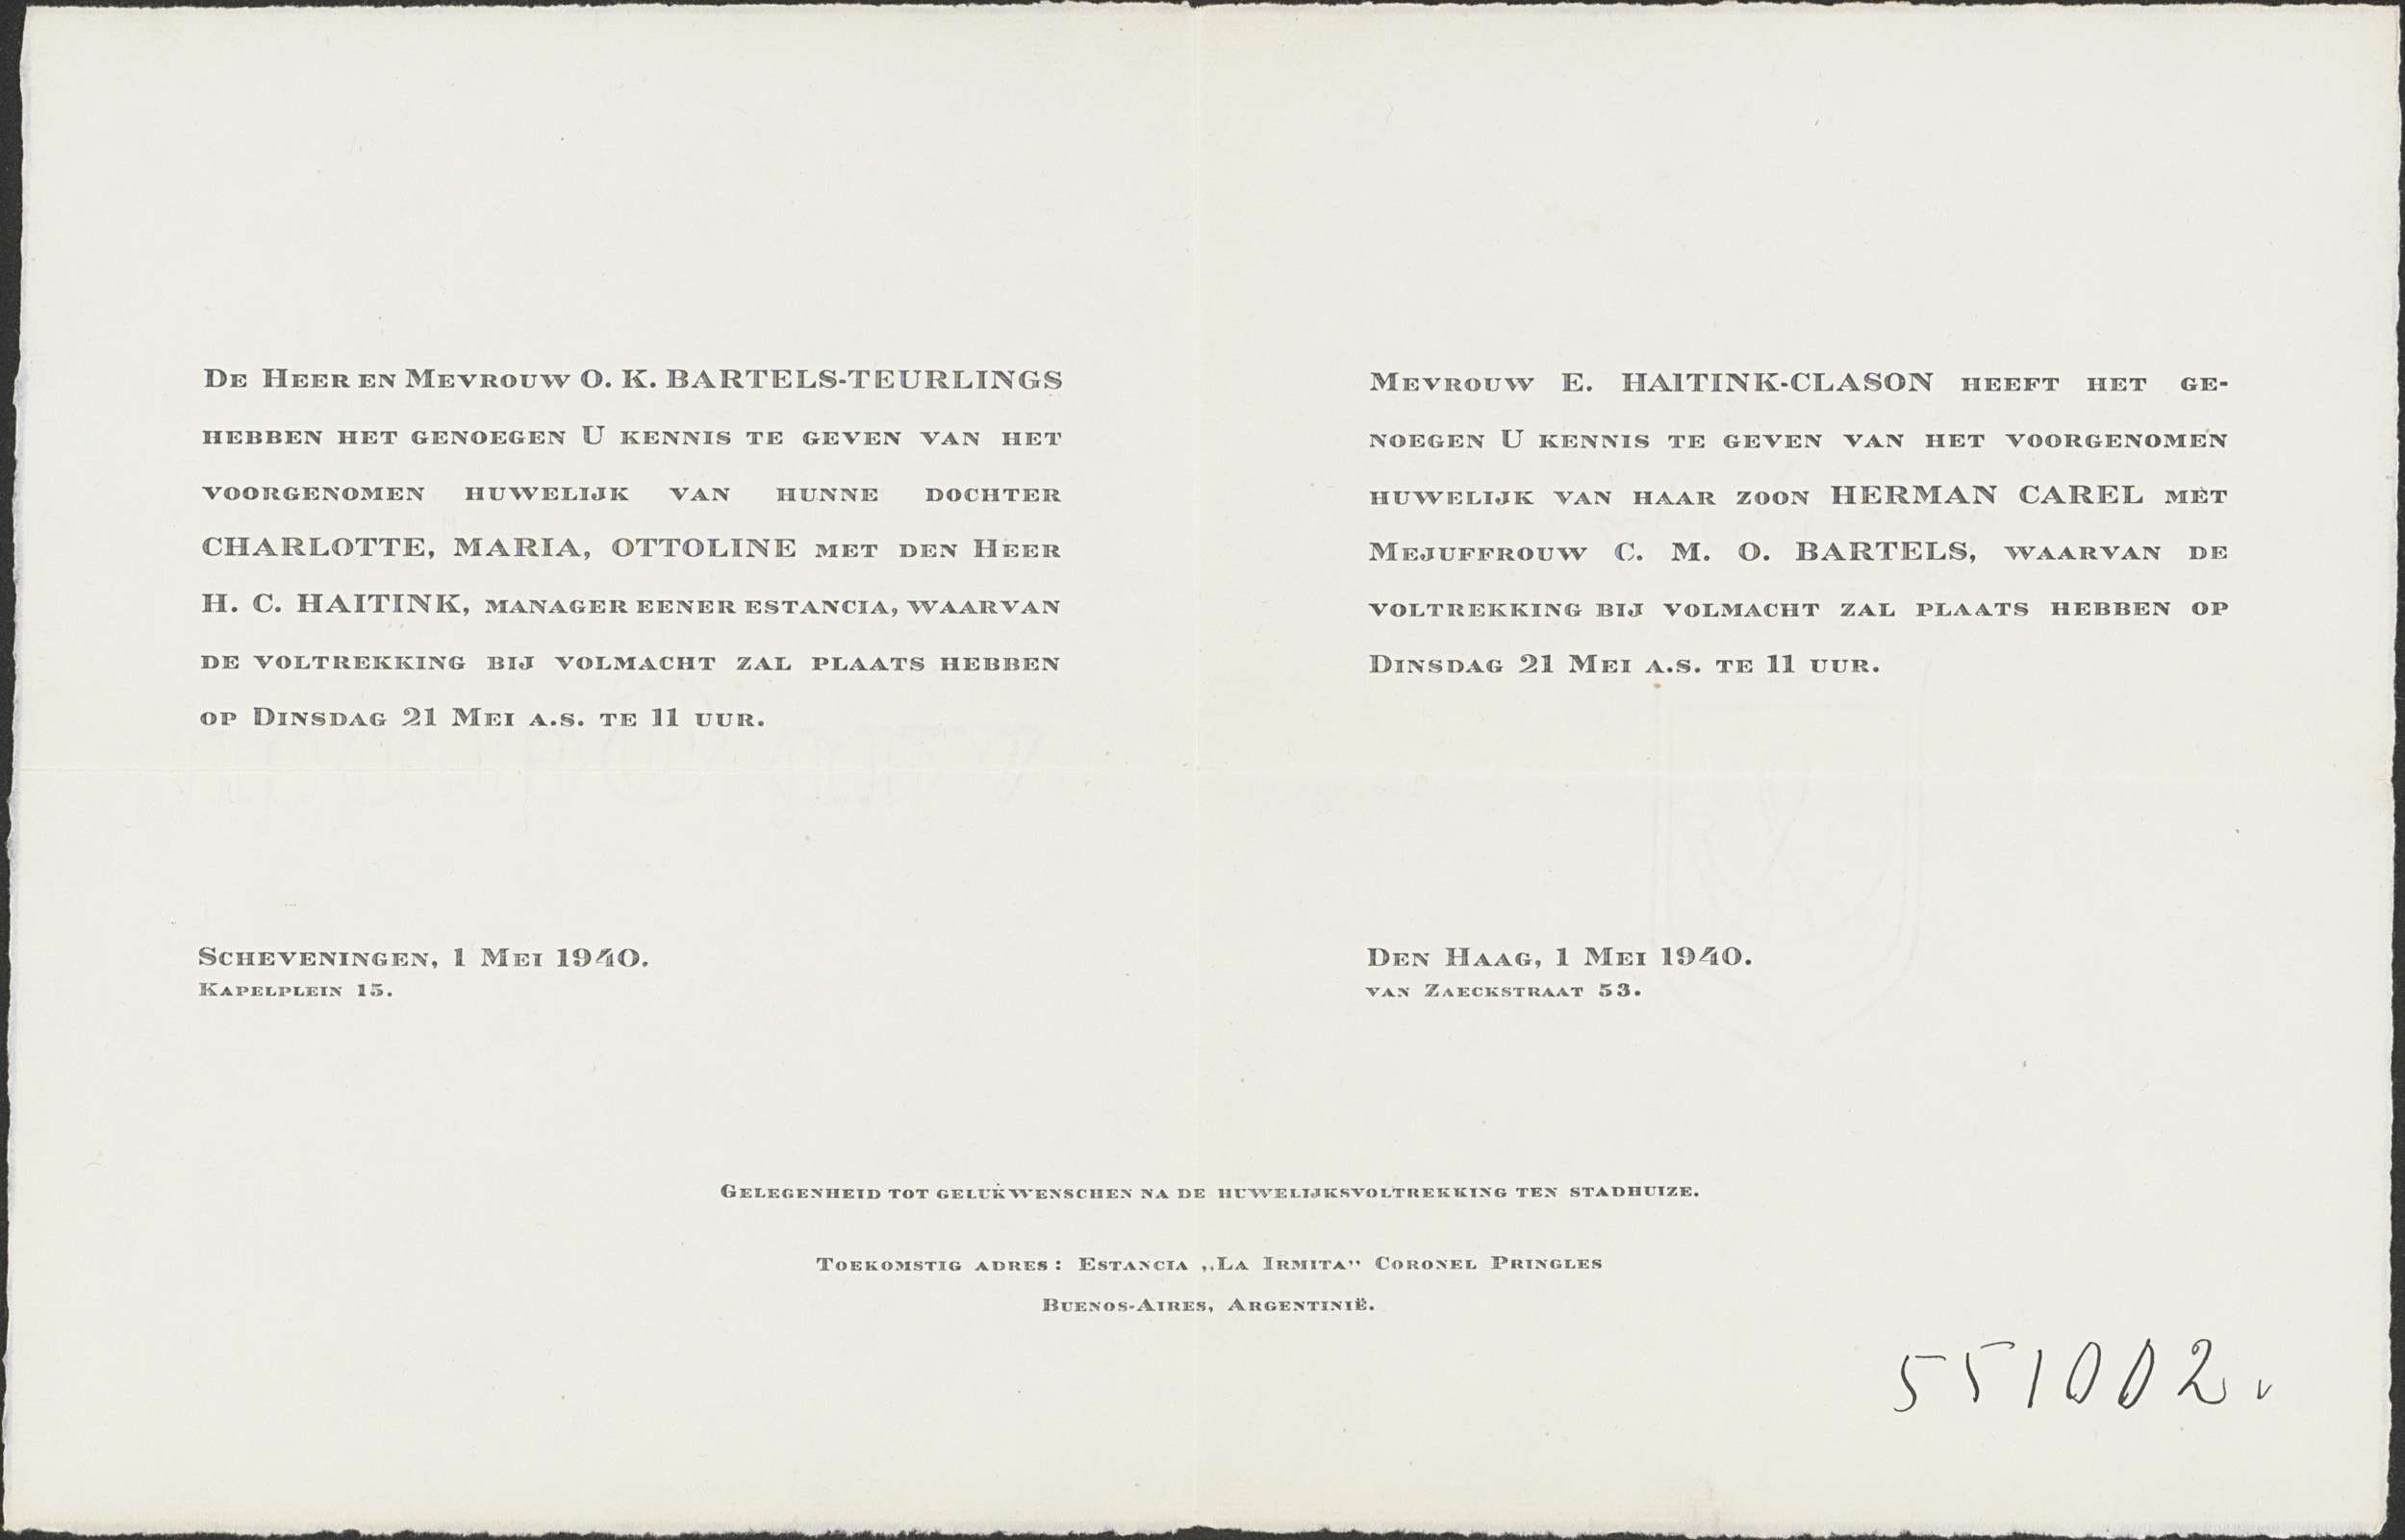 De Heer en Mevrouw O. K. BARTELS-TEURLINGS
hebben het genoegen U kennis te geven van het
voorgenomen huwelijk van hunne dochter
CHARLOTTE, MARIA, OTTOLINE met den Heer
H. C. HAITINK, manager eener estancia, waarvan
de voltrekking bij volmacht zal plaats hebben
op Dinsdag 21 Mei a.s. te 11 uur.
Scheveningen, 1 Mei 1940.
Kapelplein 15.
Mevrouw E. HAITINK-CLASON heeft het ge-
noegen U kennis te geven van het voorgenomen
huwelijk van haar zoon HERMAN CAREL met
Mejuffrouw C. M. O. BARTELS, waarvan de
voltrekking bij volmacht zal plaats hebben op
Dinsdag 21 Mei a.s. te 11 uur.
Den Haag, 1 Mei 1940.
van Zaeckstraat 53.
Gelegenheid tot gelukwenschen na de huwelijksvoltrekking ten stadhuize.
Toekomstig adres: Estancia „La Irmita" Coronel Pringles
Buenos-Aires, Argentinië.
551002